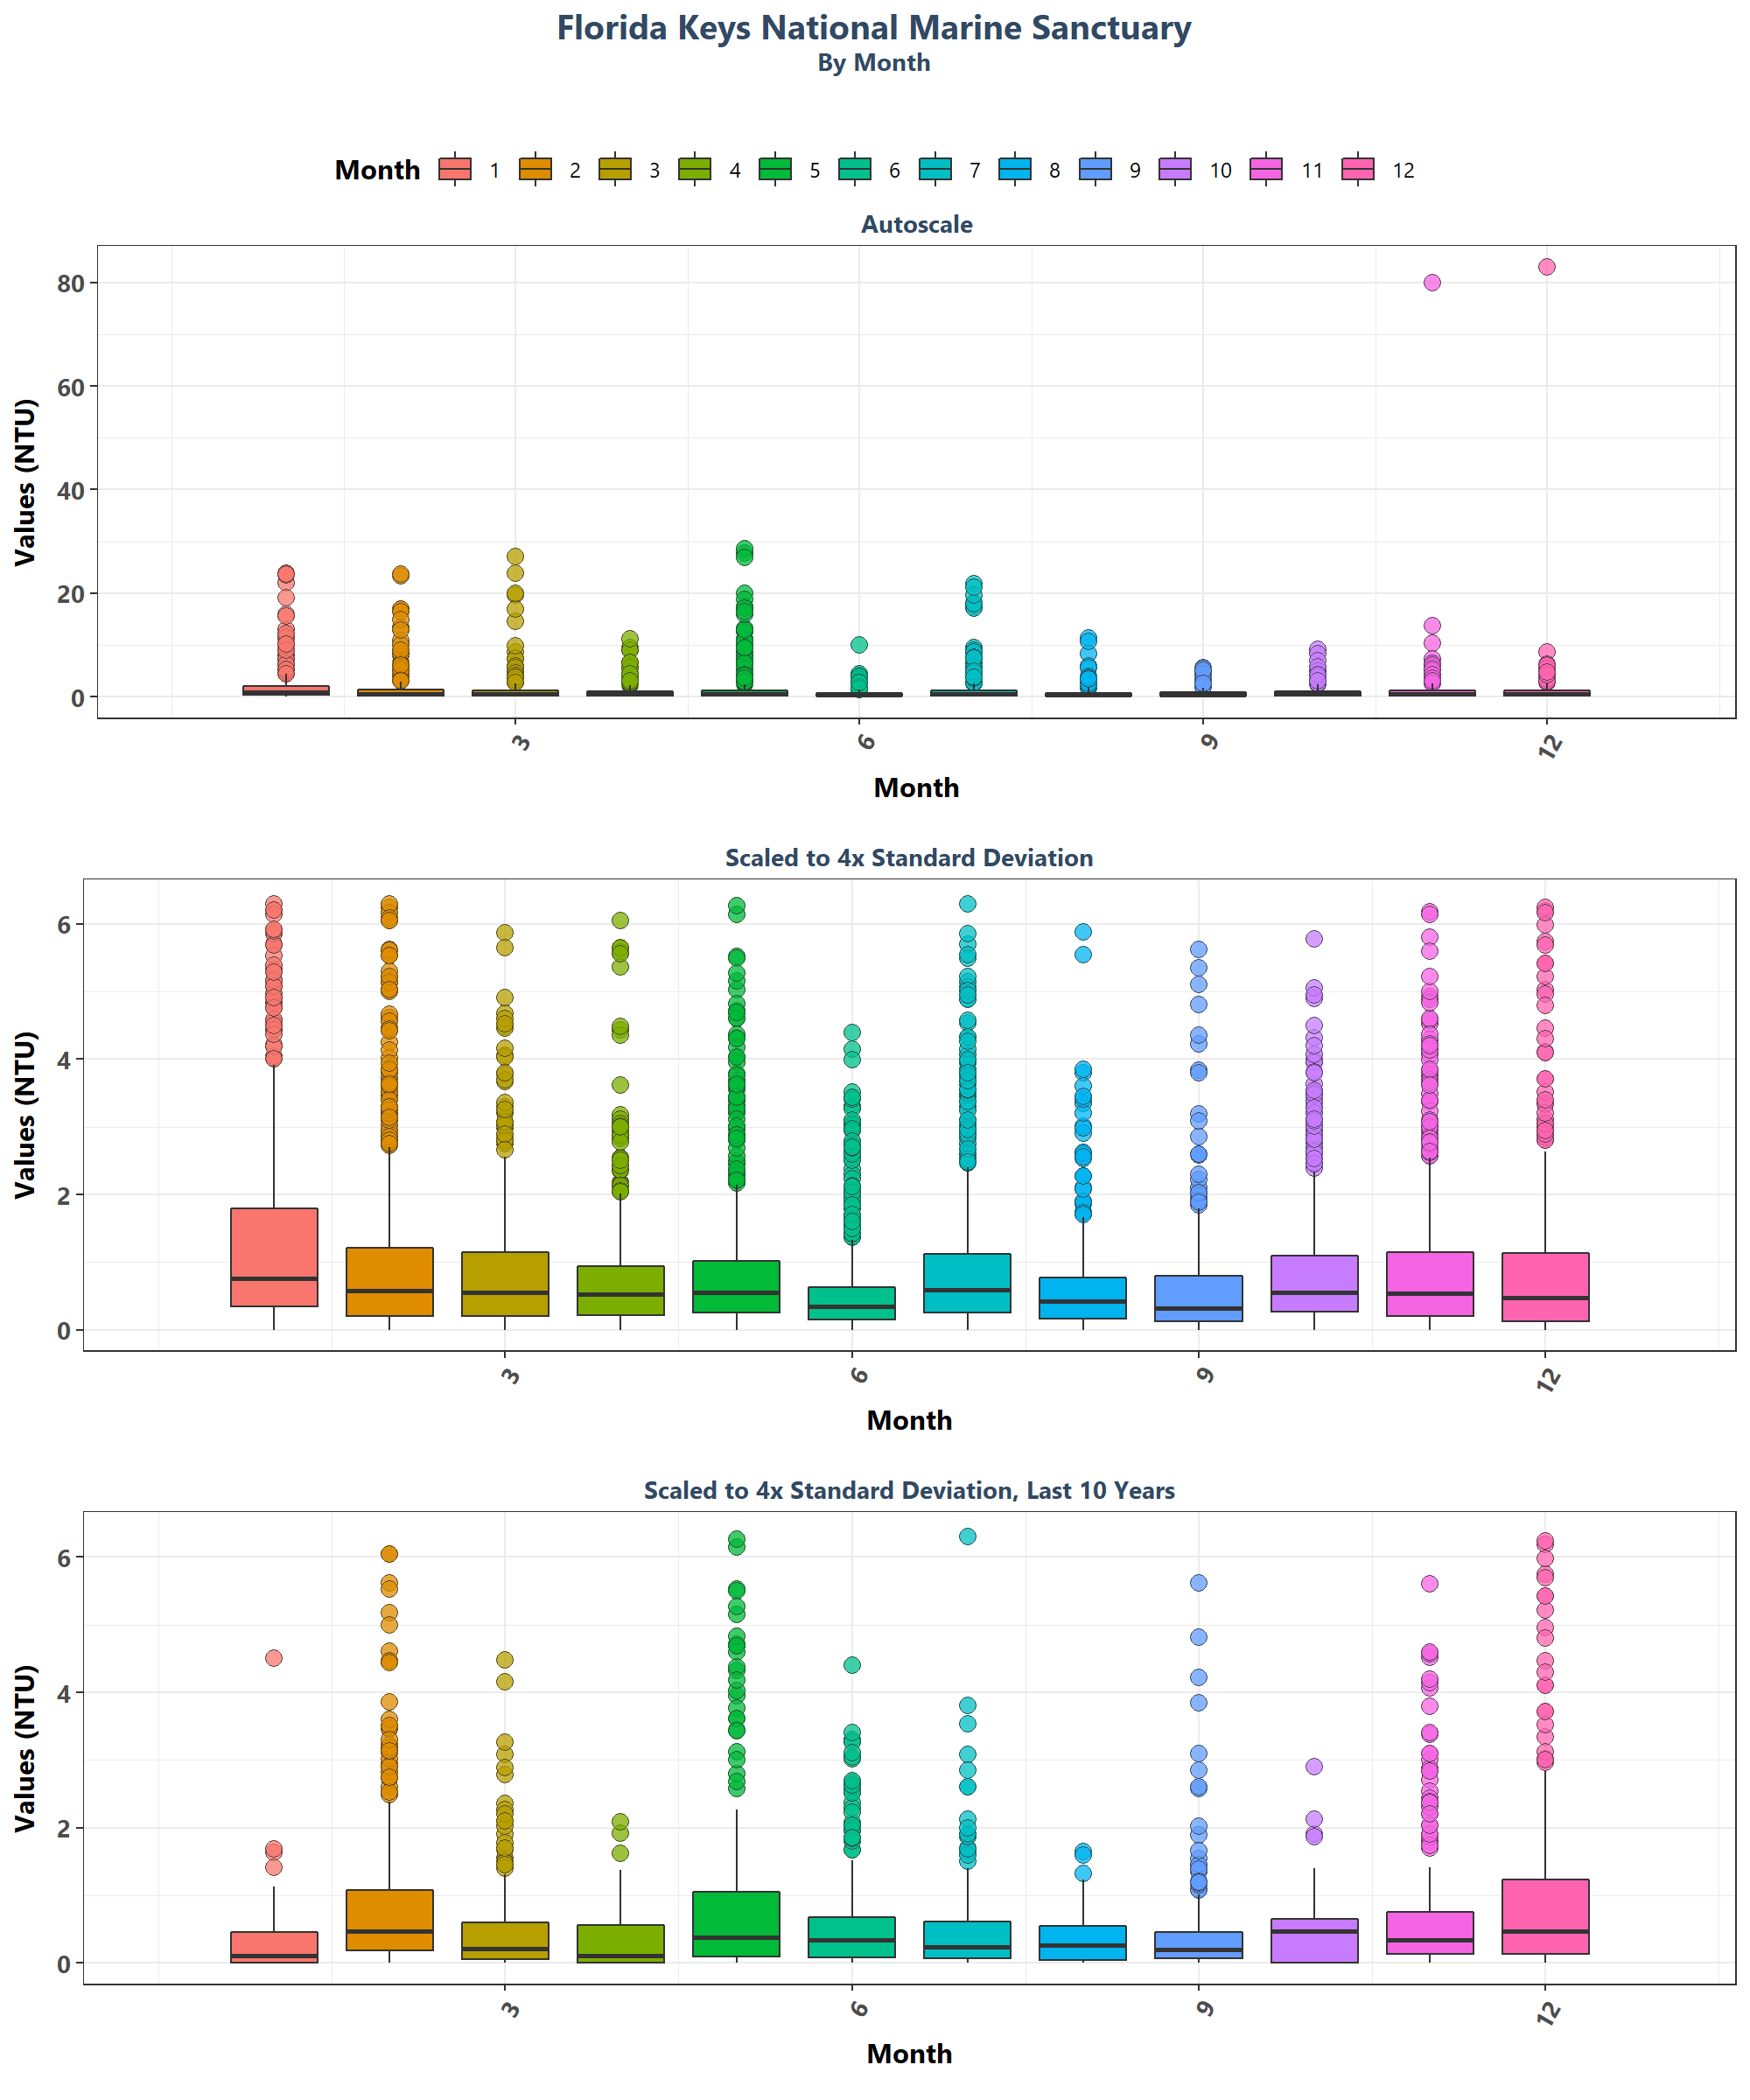 Florida Keys National Marine Sanctuary
By Month
Month 1 2 3 4 5 6 7 8 9 10 11 12
Autoscale
Values (NTU)
80
60
40
20
0
3 6 9 12
Month
Scaled to 4x Standard Deviation
Values (NTU)
6
4
2
0
3 6 9 12
Month
Scaled to 4x Standard Deviation, Last 10 Years
Values (NTU)
6
4
2
0
3 6 9 12
Month